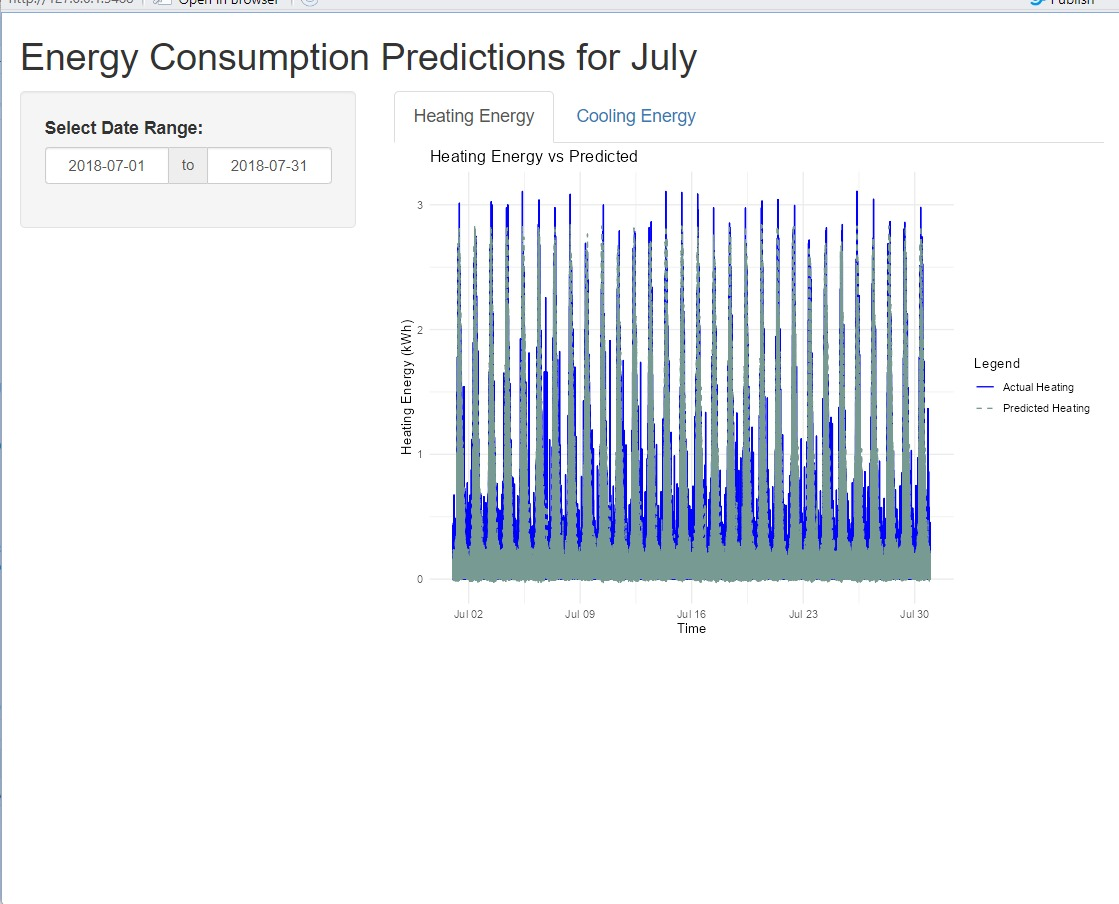 Open in Browser
Publish
Energy Consumption Predictions for July
Select Date Range:
2018-07-01 to 2018-07-31
Heating Energy
Cooling Energy
Heating Energy vs Predicted
Heating Energy (kWh)
3
2
1
0
Jul 02 Jul 09 Jul 16 Jul 23 Jul 30
Time
Legend
Actual Heating
Predicted Heating